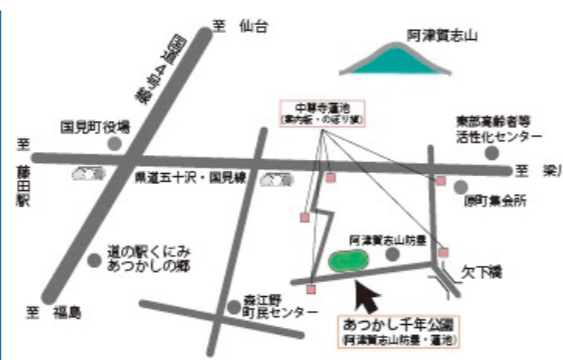 至 仙台
阿津賀志山
国道4号線
中尊寺蓮池
(案内板・のぼり旗)
国見町役場
東部高齢者等
活性化センター
至 藤田駅
県道五十沢・国見線
至 梁川
原町集会所
阿津賀志山防塁
道の駅くにみ
あつかしの郷
欠下橋
森江野
町民センター
至 福島
あつかし千年公園
(阿津賀志山防塁・蓮池)